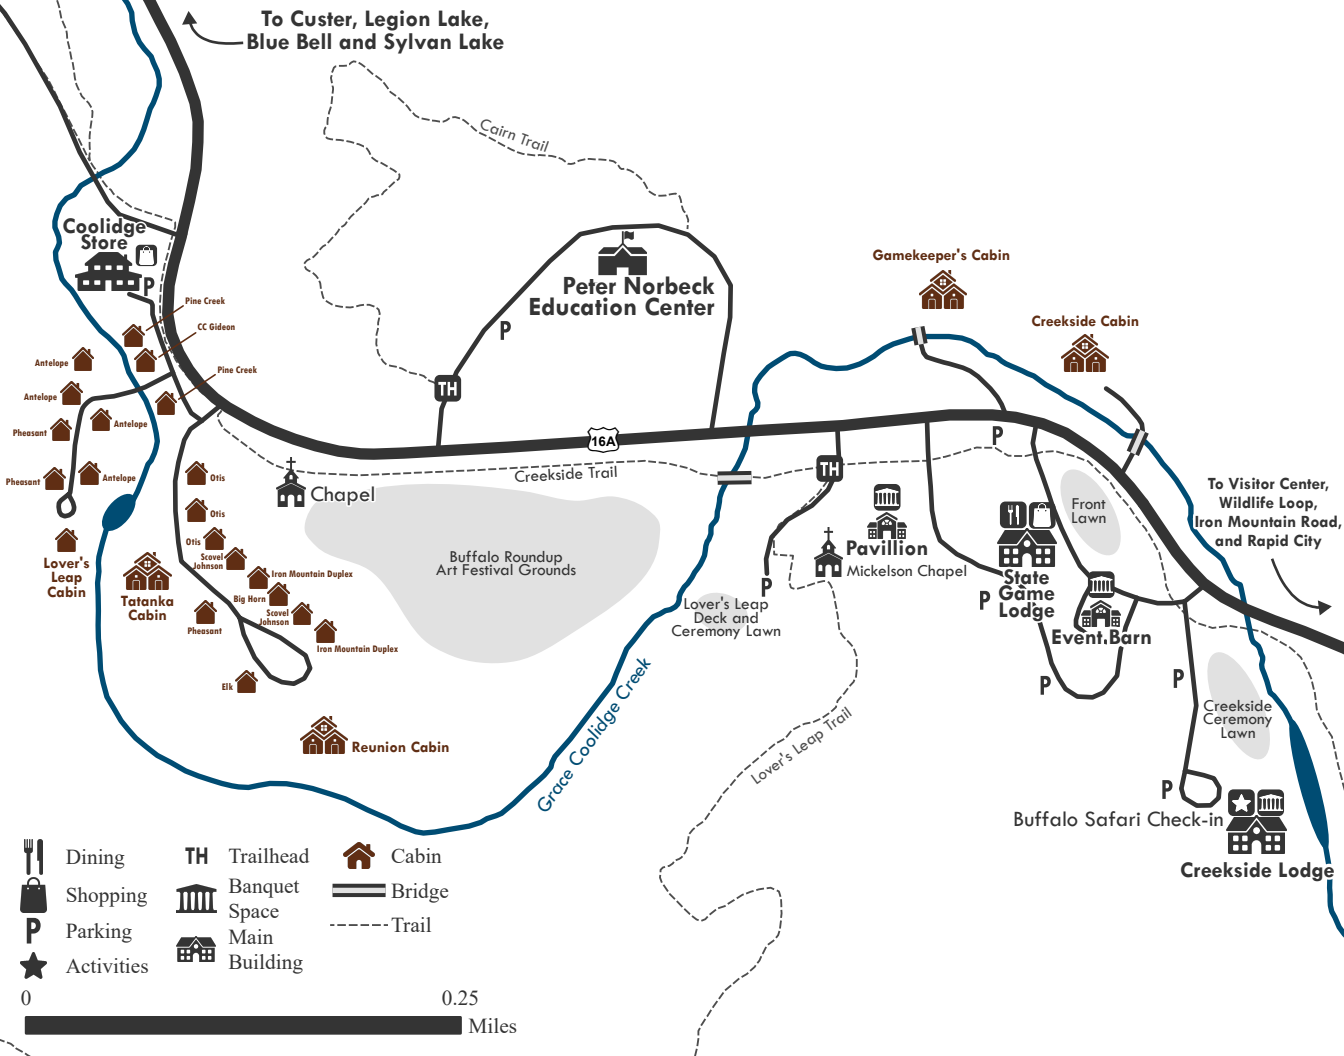 To Custer, Legion Lake,
Blue Bell and Sylvan Lake
Cairn Trail
Coolidge
Store
P
Peter Norbeck
Education Center
P
TH
Gamekeeper's Cabin
Creekside Cabin
Pine Creek
CC Gideon
Pine Creek
Antelope
Antelope
Antelope
Pheasant
Pheasant
Antelope
Lover's
Leap
Cabin
Otis
Otis
Otis
Scovel
Johnson
Iron Mountain Duplex
Big Horn
Scovel
Johnson
Iron Mountain Duplex
Pheasant
Elk
Tatanka
Cabin
Reunion Cabin
16A
Creekside Trail
Chapel
Buffalo Roundup
Art Festival Grounds
TH
P
Pavillion
Mickelson Chapel
Lover's Leap
Deck and
Ceremony Lawn
Grace Coolidge Creek
Lover's Leap Trail
P
Front
Lawn
State
Game
Lodge
P
Event Barn
P
P
To Visitor Center,
Wildlife Loop,
Iron Mountain Road,
and Rapid City
Creekside
Ceremony
Lawn
P
Buffalo Safari Check-in
Creekside Lodge
Dining
Shopping
P Parking
Activities
TH Trailhead
Banquet
Space
Main
Building
Cabin
Bridge
Trail
0 0.25
Miles